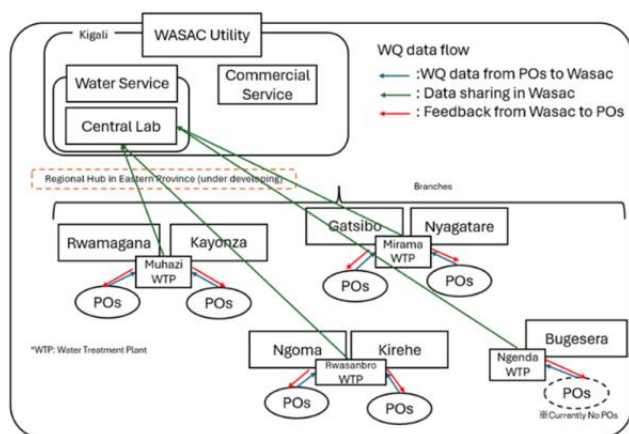 Kigali
WASAC Utility
Water Service
Commercial
Service
Central Lab
WQ data flow
:WQ data from POs to Wasac
: Data sharing in Wasac
: Feedback from Wasac to POs
Regional Hub in Eastern Province (under developing)
Branches
Rwamagana
Kayonza
Muhazi
WTP
POs
POs
Gatsibo
Nyagatare
Mirama
WTP
POs
POs
*WTP: Water Treatment Plant
Ngoma
Kirehe
Rwasanbro
WTP
POs
POs
Bugesera
Ngenda
WTP
POs
※Currently No POs